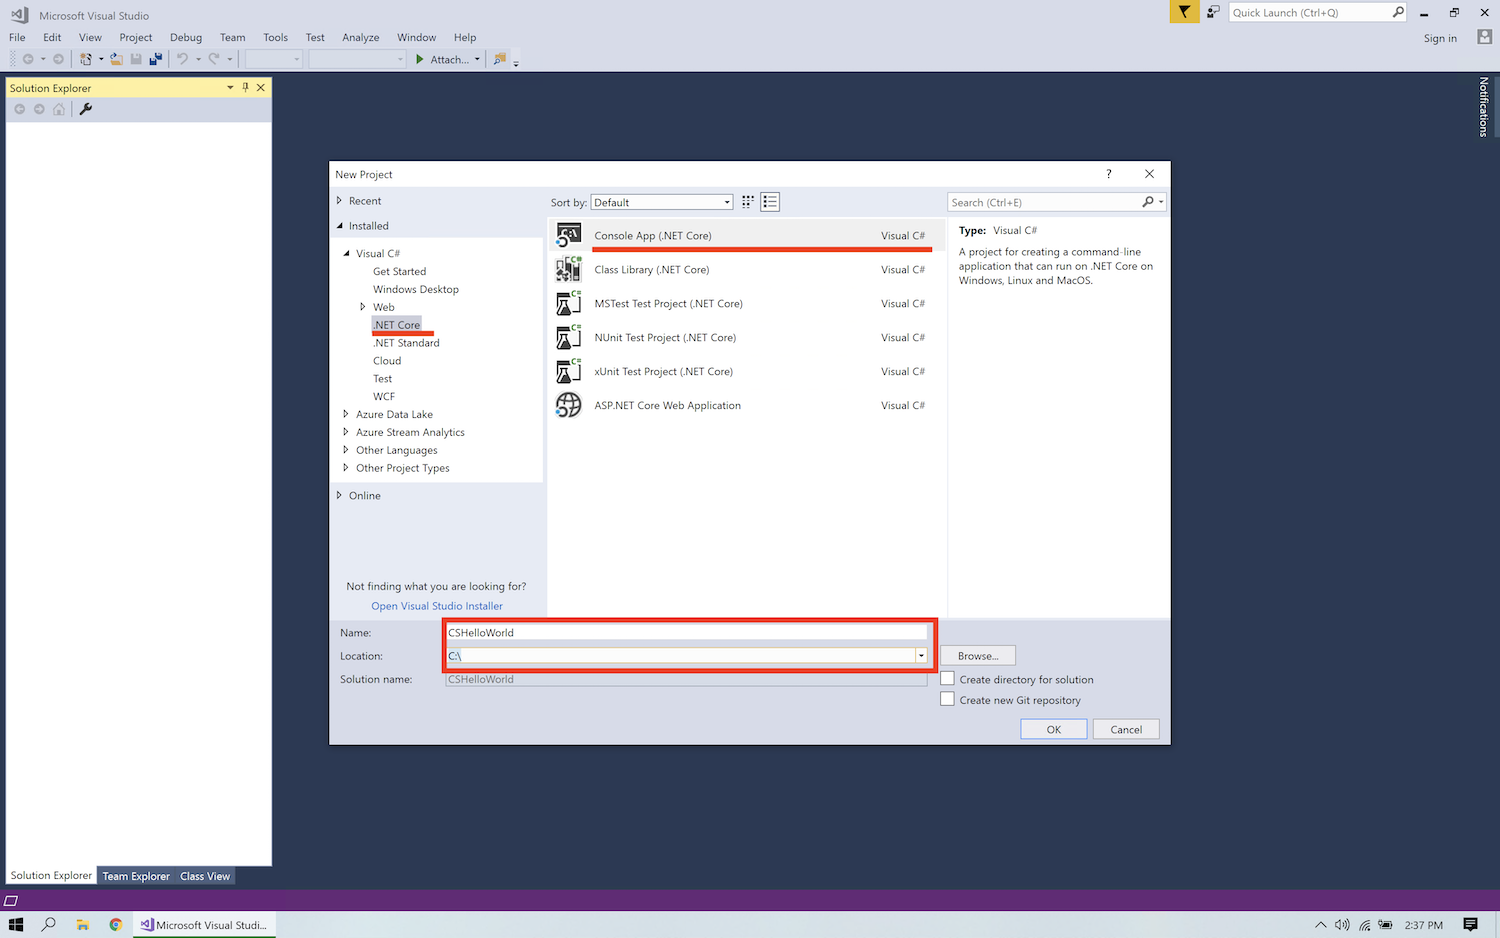 Microsoft Visual Studio
Quick Launch (Ctrl+Q)
File Edit View Project Debug Team Tools Test Analyze Window Help
Sign in
Attach...
Solution Explorer
Notifications
New Project
?
Recent
Installed
Visual C#
Get Started
Windows Desktop
Web
.NET Core
.NET Standard
Cloud
Test
WCF
Azure Data Lake
Azure Stream Analytics
Other Languages
Other Project Types
Online
Not finding what you are looking for?
Open Visual Studio Installer
Sort by: Default
Console App (.NET Core) Visual C#
Class Library (.NET Core) Visual C#
MSTest Test Project (.NET Core) Visual C#
NUnit Test Project (.NET Core) Visual C#
xUnit Test Project (.NET Core) Visual C#
ASP.NET Core Web Application Visual C#
Search (Ctrl+E)
Type: Visual C#
A project for creating a command-line
application that can run on .NET Core on
Windows, Linux and MacOS.
Name: CSHelloWorld
Location: C:\ Browse...
Solution name: CSHelloWorld
Create directory for solution
Create new Git repository
OK Cancel
Solution Explorer Team Explorer Class View
Microsoft Visual Studi...
2:37 PM